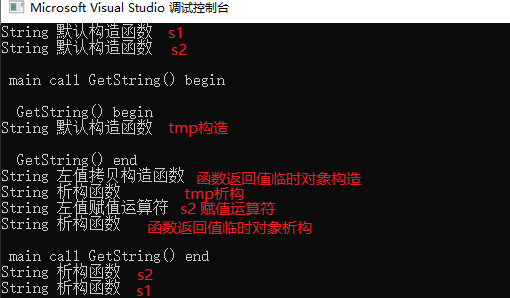 Microsoft Visual Studio 调试控制台
String 默认构造函数 s1
String 默认构造函数 s2
main call GetString() begin
GetString() begin
String 默认构造函数 tmp构造
GetString() end
String 左值拷贝构造函数 函数返回值临时对象构造
String 析构函数 tmp析构
String 左值赋值运算符 s2 赋值运算符
String 析构函数 函数返回值临时对象析构
main call GetString() end
String 析构函数 s2
String 析构函数 s1